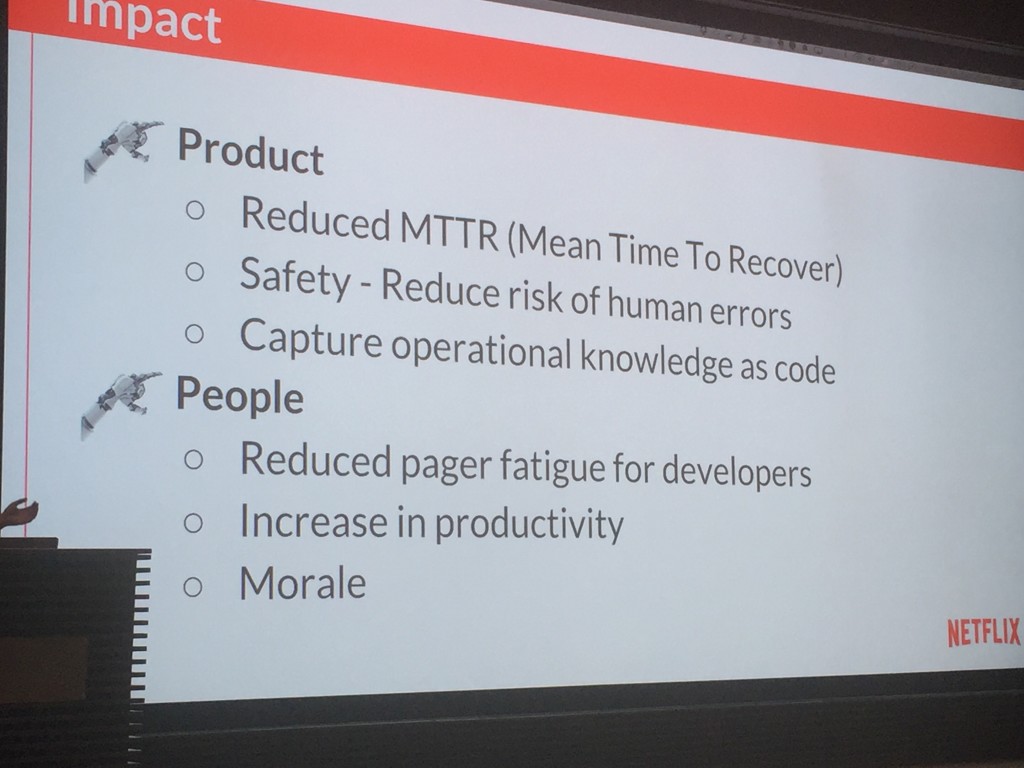 Impact
Product
○ Reduced MTTR (Mean Time To Recover)
○ Safety - Reduce risk of human errors
○ Capture operational knowledge as code
People
○ Reduced pager fatigue for developers
○ Increase in productivity
○ Morale
NETFLIX